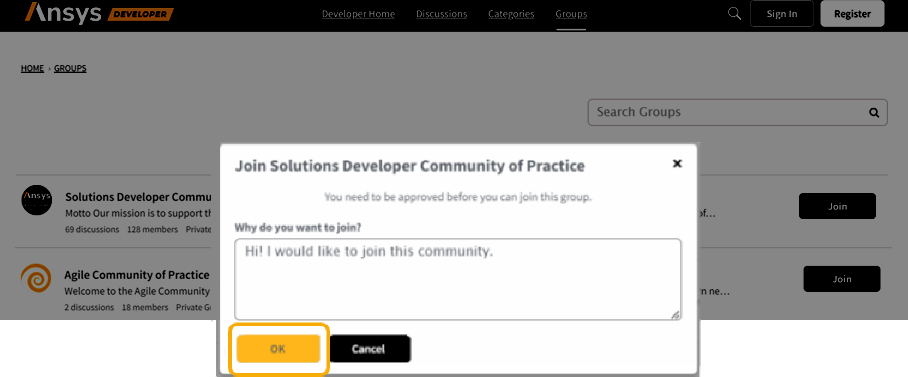 Ansys DEVELOPER
Developer Home Discussions Categories Groups
Sign In Register
HOME › GROUPS
Search Groups
Join Solutions Developer Community of Practice
You need to be approved before you can join this group.
Why do you want to join?
Hi! I would like to join this community.
OK Cancel
Ansys
Solutions Developer Commu
Motto Our mission is to support th of...
69 discussions 128 members Private
Join
Agile Community of Practice
Welcome to the Agile Community rn ne...
2 discussions 18 members Private G
Join